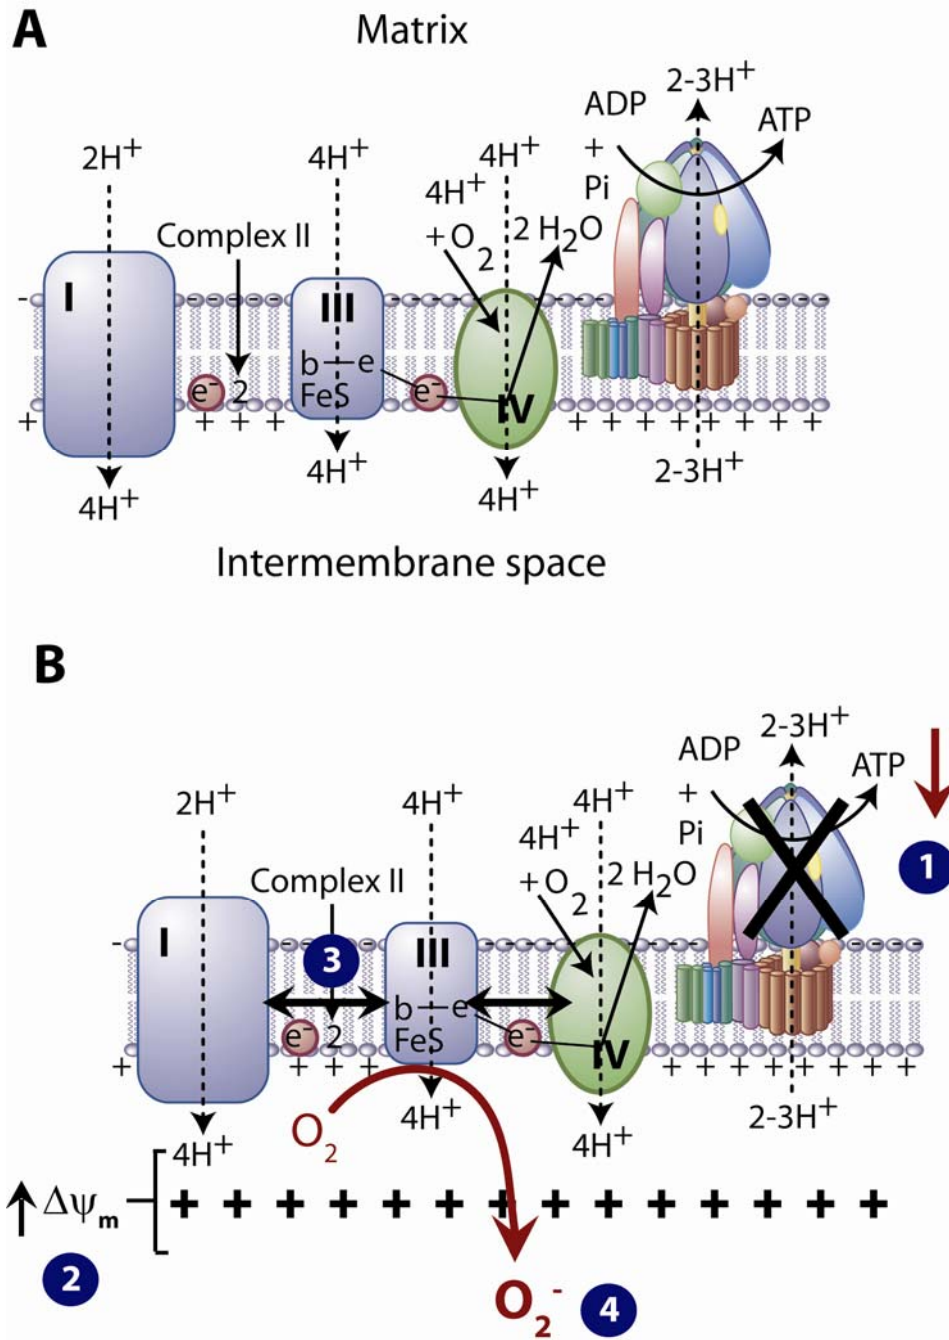 A
Matrix
2-3H⁺
ADP
+
Pi
ATP
2H⁺
4H⁺
4H⁺
4H⁺
+ O₂
2 H₂O
Complex II
I
III
b — e
FeS
e⁻
2
e⁻
IV
- - - - - - - - - - - -
+ + + + + + + + + + +
4H⁺
4H⁺
4H⁺
2-3H⁺
Intermembrane space
B
2-3H⁺
ADP
+
Pi
ATP
1
2H⁺
4H⁺
4H⁺
4H⁺
+ O₂
2 H₂O
Complex II
I
3
III
b — e
FeS
e⁻
2
e⁻
IV
4H⁺
O₂
4H⁺
4H⁺
2-3H⁺
↑ Δψm
+ + + + + + + + + + + + + +
2
O₂⁻
4